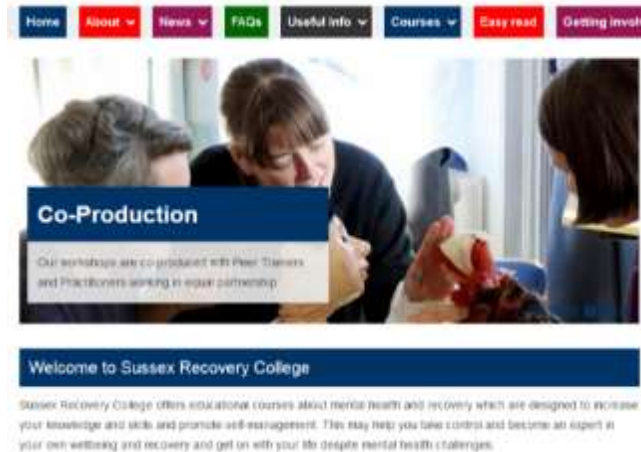 Home About News FAQs Useful Info Courses Easy read Getting invol
Co-Production
Our workshops are co-produced with Peer Trainers
and Practitioners working in equal partnership
Welcome to Sussex Recovery College
Sussex Recovery College offers educational courses about mental health and recovery which are designed to increase
your knowledge and skills and promote self-management. This may help you take control and become an expert in
your own wellbeing and recovery and get on with your life despite mental health challenges.